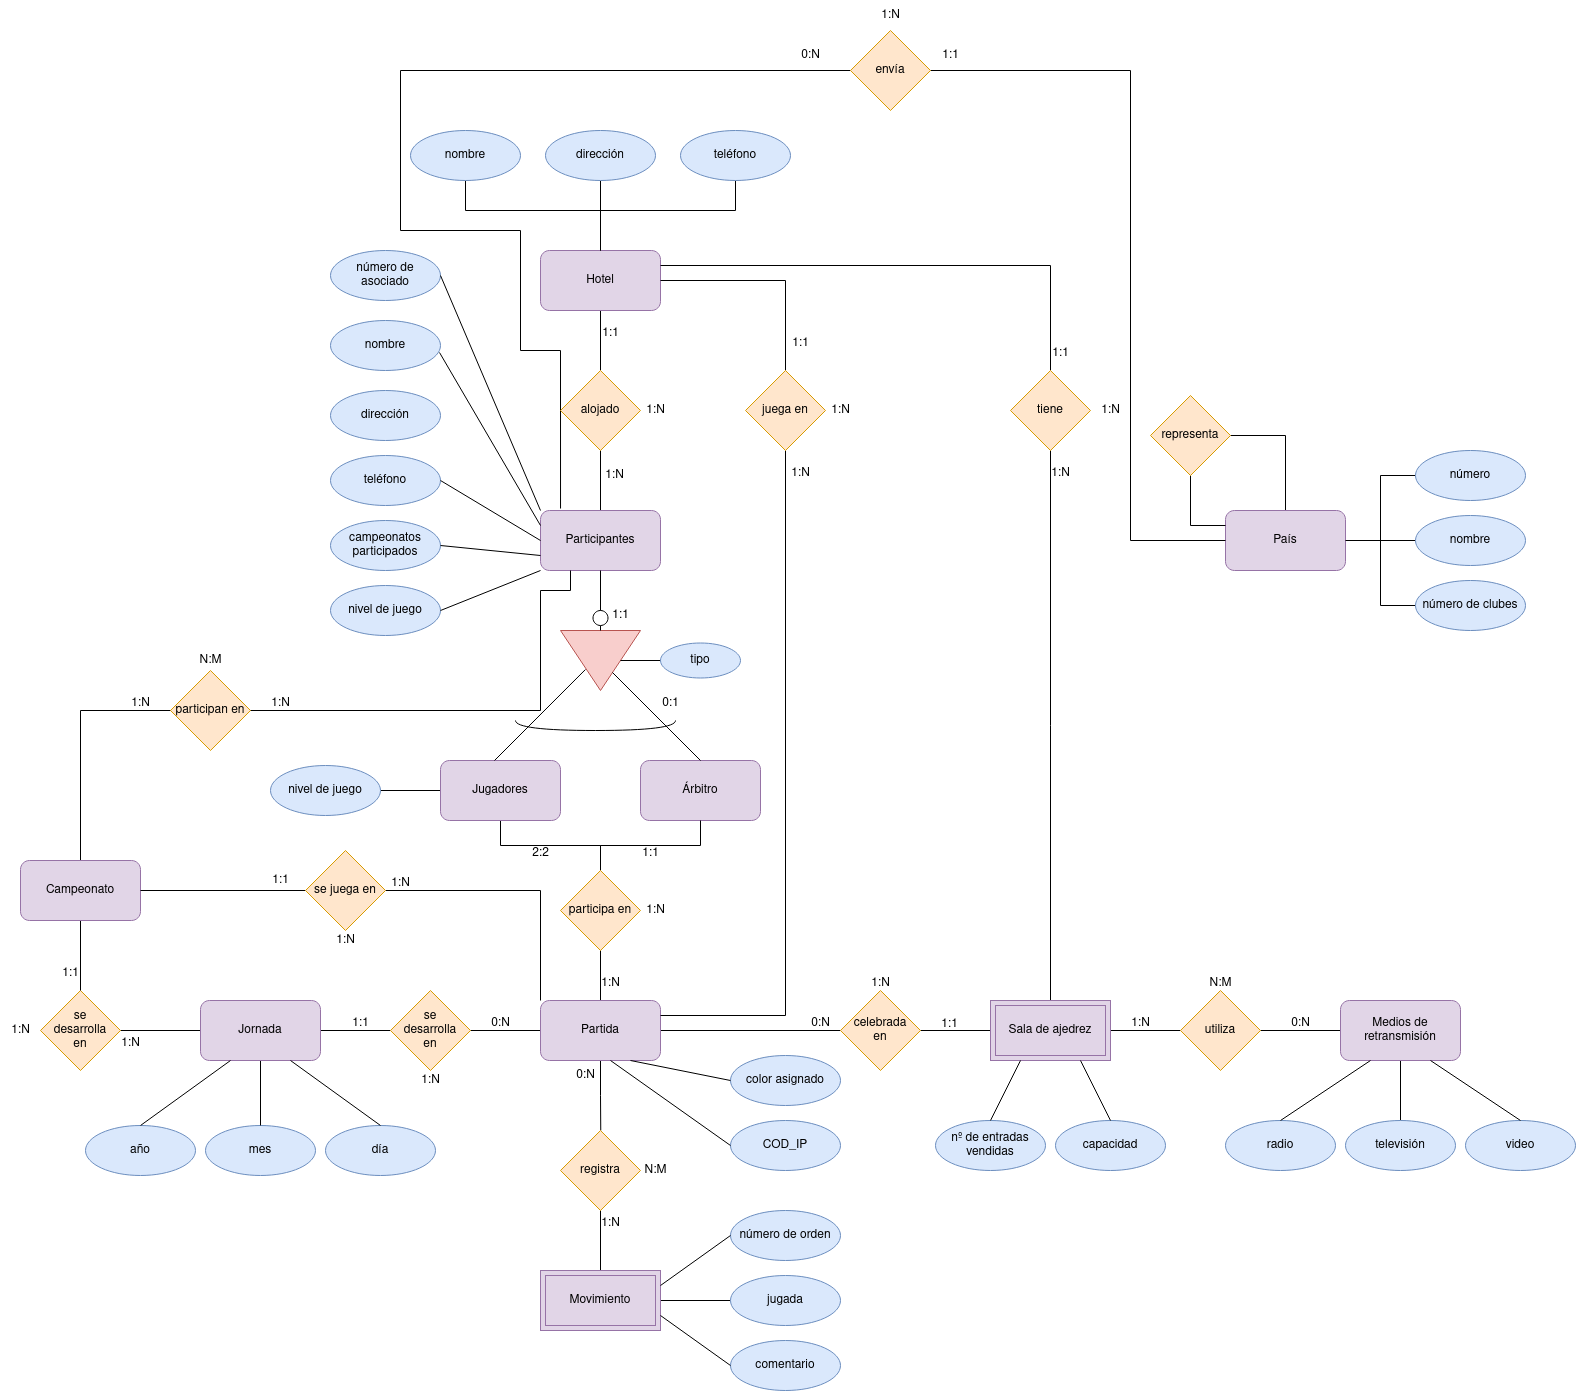 1:N
0:N
1:1
envía
nombre
dirección
teléfono
número de
asociado
Hotel
nombre
1:1
1:1
1:1
dirección
alojado
1:N
juega en
1:N
tiene
1:N
representa
teléfono
1:N
1:N
1:N
número
campeonatos
participados
Participantes
País
nombre
nivel de juego
1:1
número de clubes
N:M
tipo
1:N
participan en
1:N
0:1
nivel de juego
Jugadores
Árbitro
2:2
1:1
Campeonato
1:1
se juega en
1:N
1:N
participa en
1:N
1:1
1:N
1:N
N:M
1:N
se
desarrolla
en
1:N
Jornada
1:1
se
desarrolla
en
0:N
1:N
Partida
0:N
celebrada
en
1:1
Sala de ajedrez
1:N
utiliza
0:N
Medios de
retransmisión
0:N
color asignado
año
mes
día
COD_IP
nº de entradas
vendidas
capacidad
radio
televisión
video
registra
N:M
1:N
número de orden
Movimiento
jugada
comentario